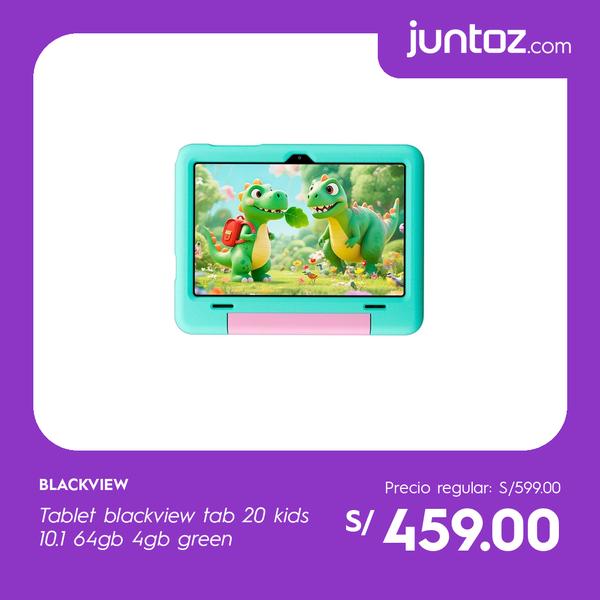 juntoz.com
BLACKVIEW
Tablet blackview tab 20 kids
10.1 64gb 4gb green
Precio regular: S/599.00
S/ 459.00